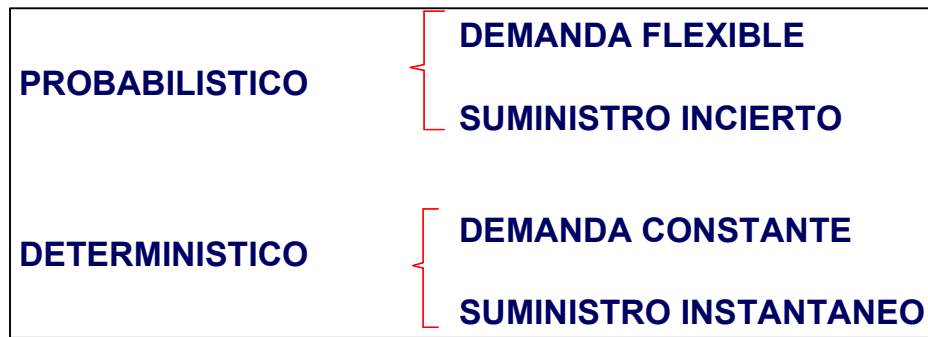 DEMANDA FLEXIBLE
PROBABILISTICO
SUMINISTRO INCIERTO
DEMANDA CONSTANTE
DETERMINISTICO
SUMINISTRO INSTANTANEO